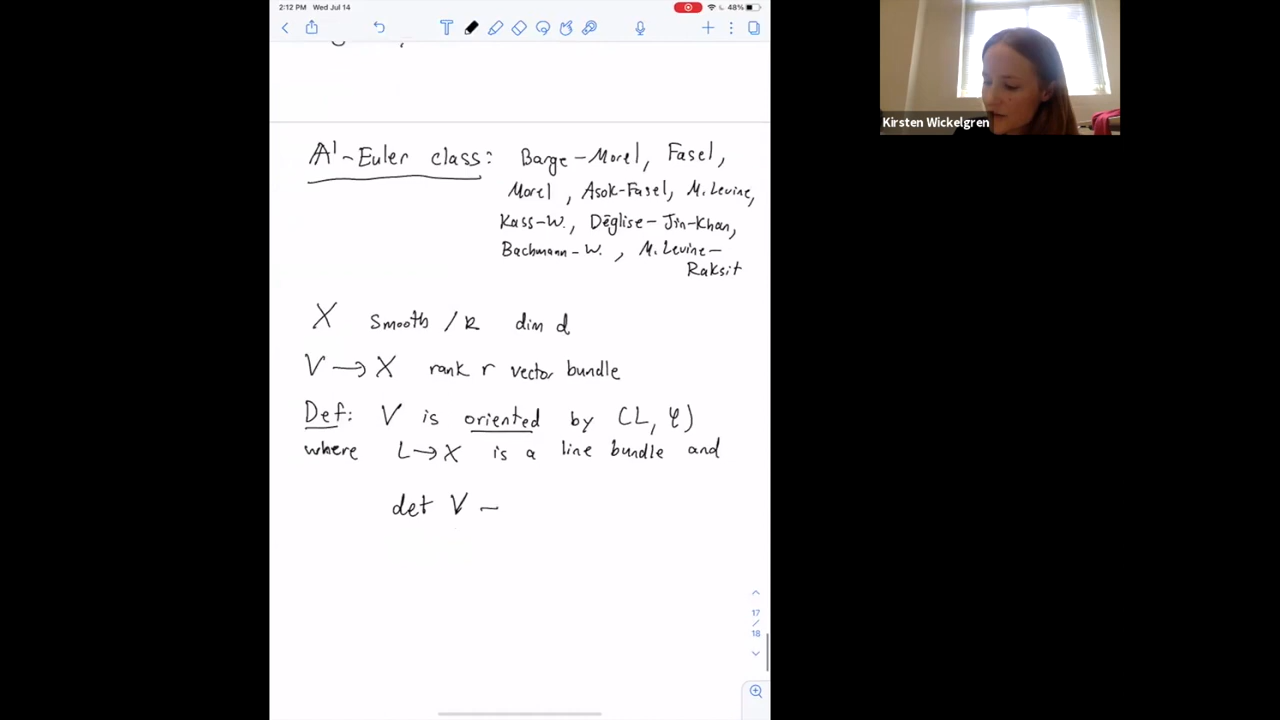 2:12 PM Wed Jul 14
48%
T
A¹-Euler class: Barge-Morel, Fasel,
Morel, Asok-Fasel, M. Levine,
Kass-W., Déglise-Jin-Khan,
Bachmann-W., M. Levine-
Raksit
X smooth / k dim d
V → X rank r vector bundle
Def: V is oriented by (L, φ)
where L → X is a line bundle and
det V –
17
/
18
Kirsten Wickelgren